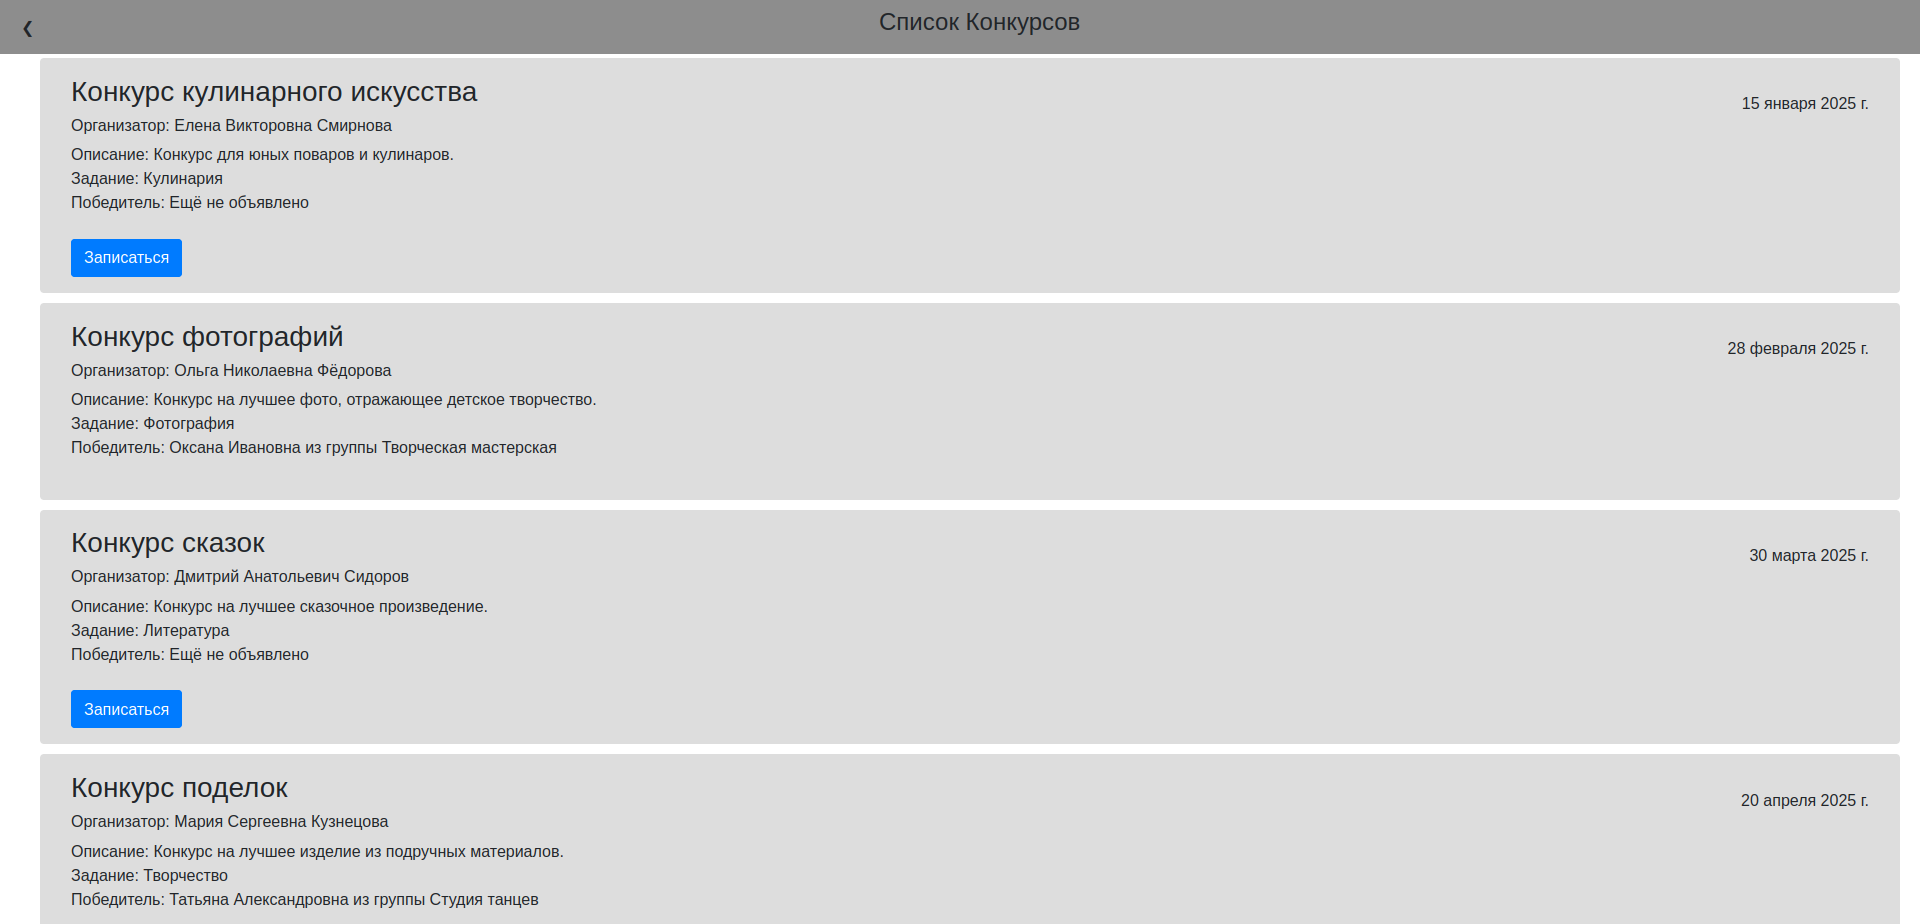 ❮
Список Конкурсов
Конкурс кулинарного искусства
15 января 2025 г.
Организатор: Елена Викторовна Смирнова
Описание: Конкурс для юных поваров и кулинаров.
Задание: Кулинария
Победитель: Ещё не объявлено
Записаться
Конкурс фотографий
28 февраля 2025 г.
Организатор: Ольга Николаевна Фёдорова
Описание: Конкурс на лучшее фото, отражающее детское творчество.
Задание: Фотография
Победитель: Оксана Ивановна из группы Творческая мастерская
Конкурс сказок
30 марта 2025 г.
Организатор: Дмитрий Анатольевич Сидоров
Описание: Конкурс на лучшее сказочное произведение.
Задание: Литература
Победитель: Ещё не объявлено
Записаться
Конкурс поделок
20 апреля 2025 г.
Организатор: Мария Сергеевна Кузнецова
Описание: Конкурс на лучшее изделие из подручных материалов.
Задание: Творчество
Победитель: Татьяна Александровна из группы Студия танцев